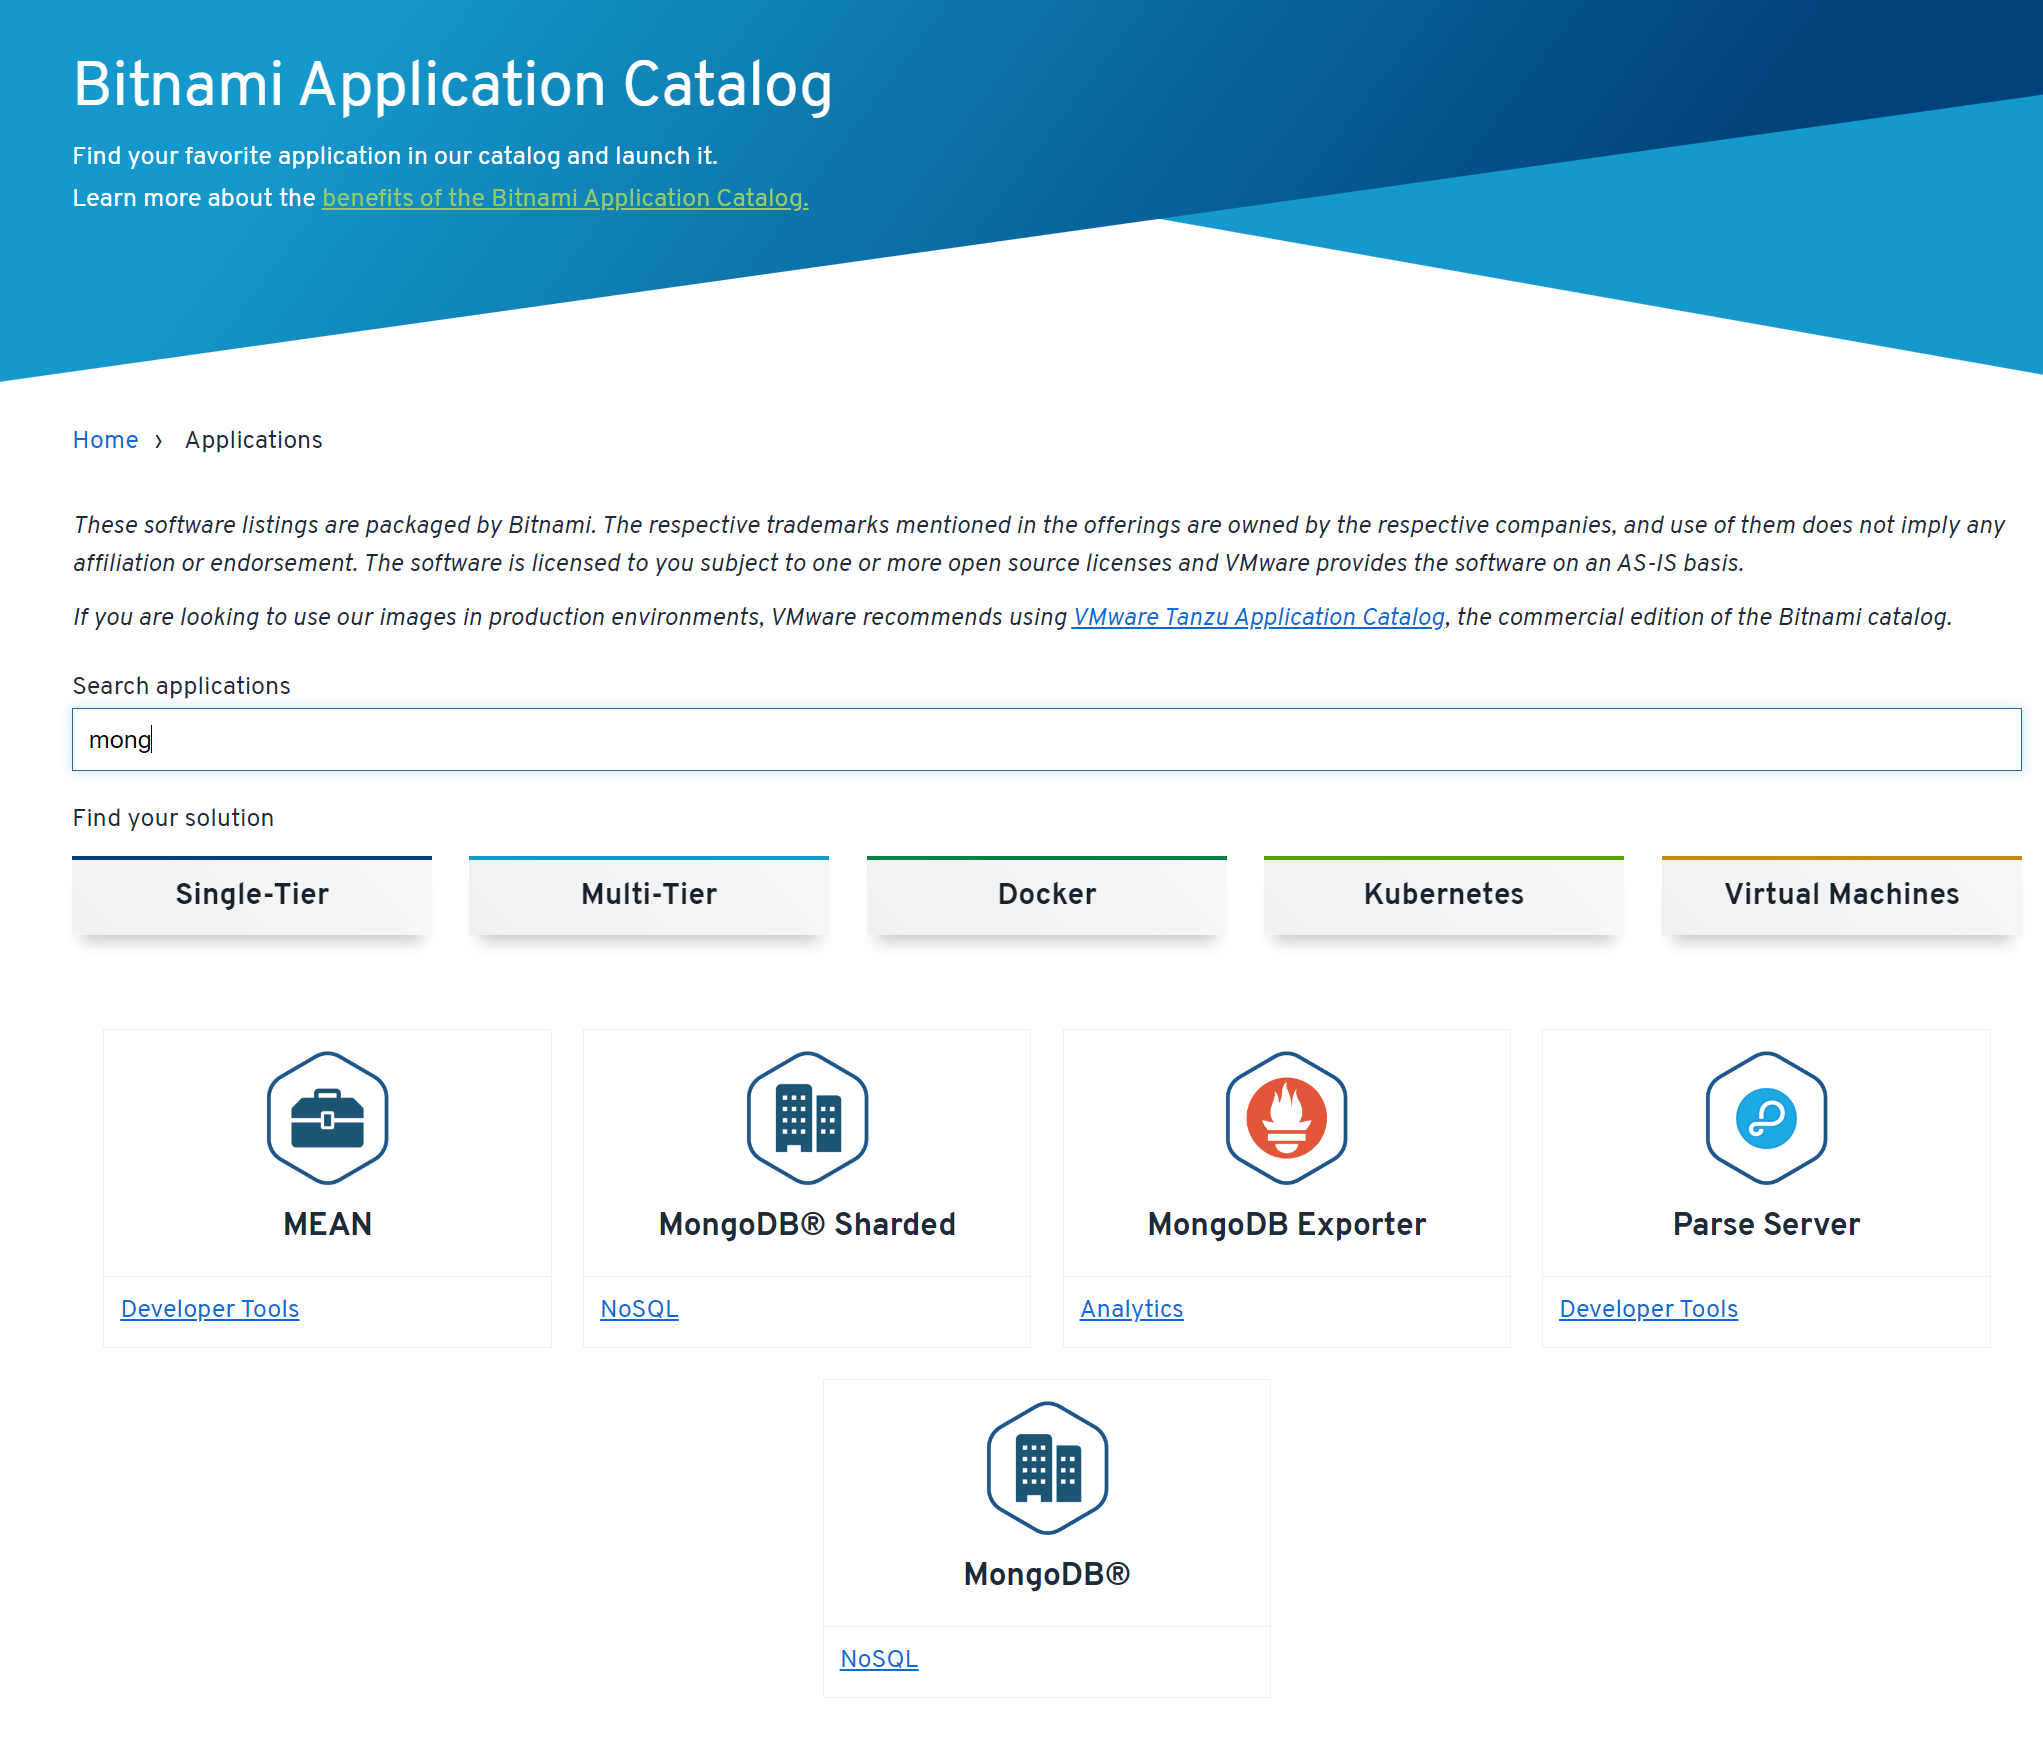 Bitnami Application Catalog
Find your favorite application in our catalog and launch it.
Learn more about the benefits of the Bitnami Application Catalog.
Home › Applications
These software listings are packaged by Bitnami. The respective trademarks mentioned in the offerings are owned by the respective companies, and use of them does not imply any
affiliation or endorsement. The software is licensed to you subject to one or more open source licenses and VMware provides the software on an AS-IS basis.
If you are looking to use our images in production environments, VMware recommends using VMware Tanzu Application Catalog, the commercial edition of the Bitnami catalog.
Search applications
mong
Find your solution
Single-Tier
Multi-Tier
Docker
Kubernetes
Virtual Machines
MEAN
Developer Tools
MongoDB® Sharded
NoSQL
MongoDB Exporter
Analytics
Parse Server
Developer Tools
MongoDB®
NoSQL